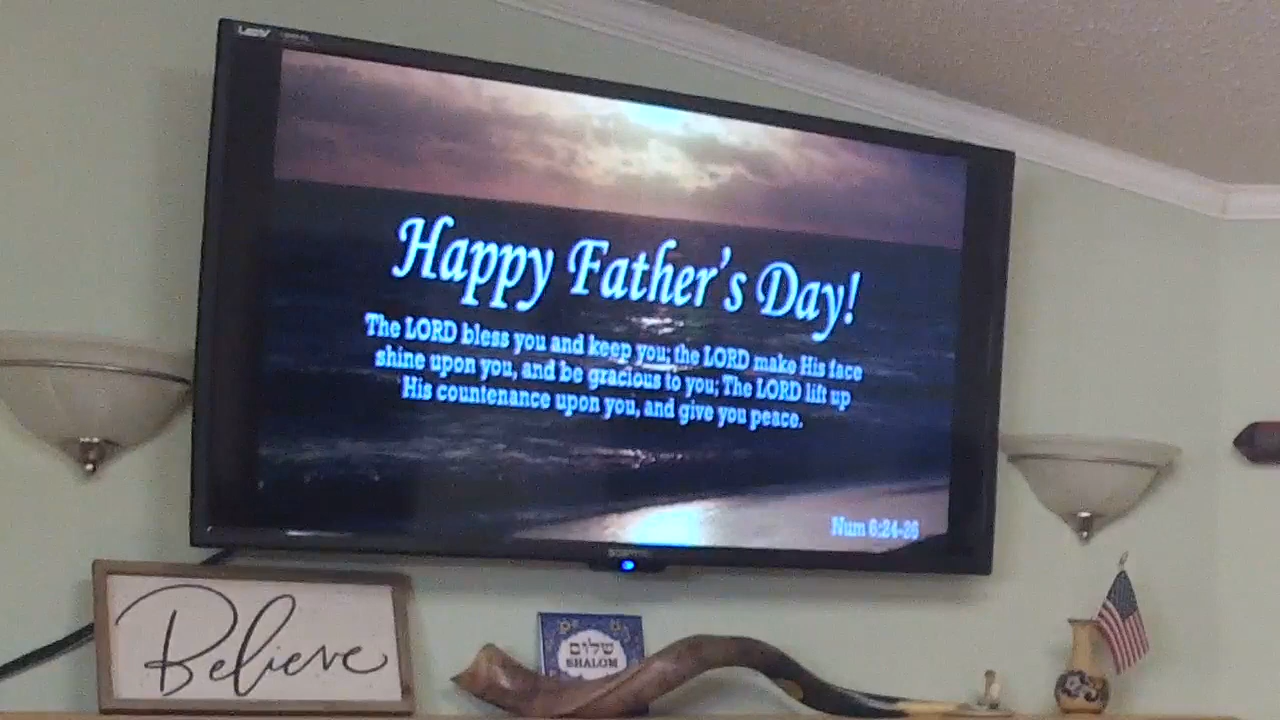 Happy Father's Day!
The LORD bless you and keep you; the LORD make His face
shine upon you, and be gracious to you; The LORD lift up
His countenance upon you, and give you peace.
Num 6:24-26
Believe
שלום
SHALOM